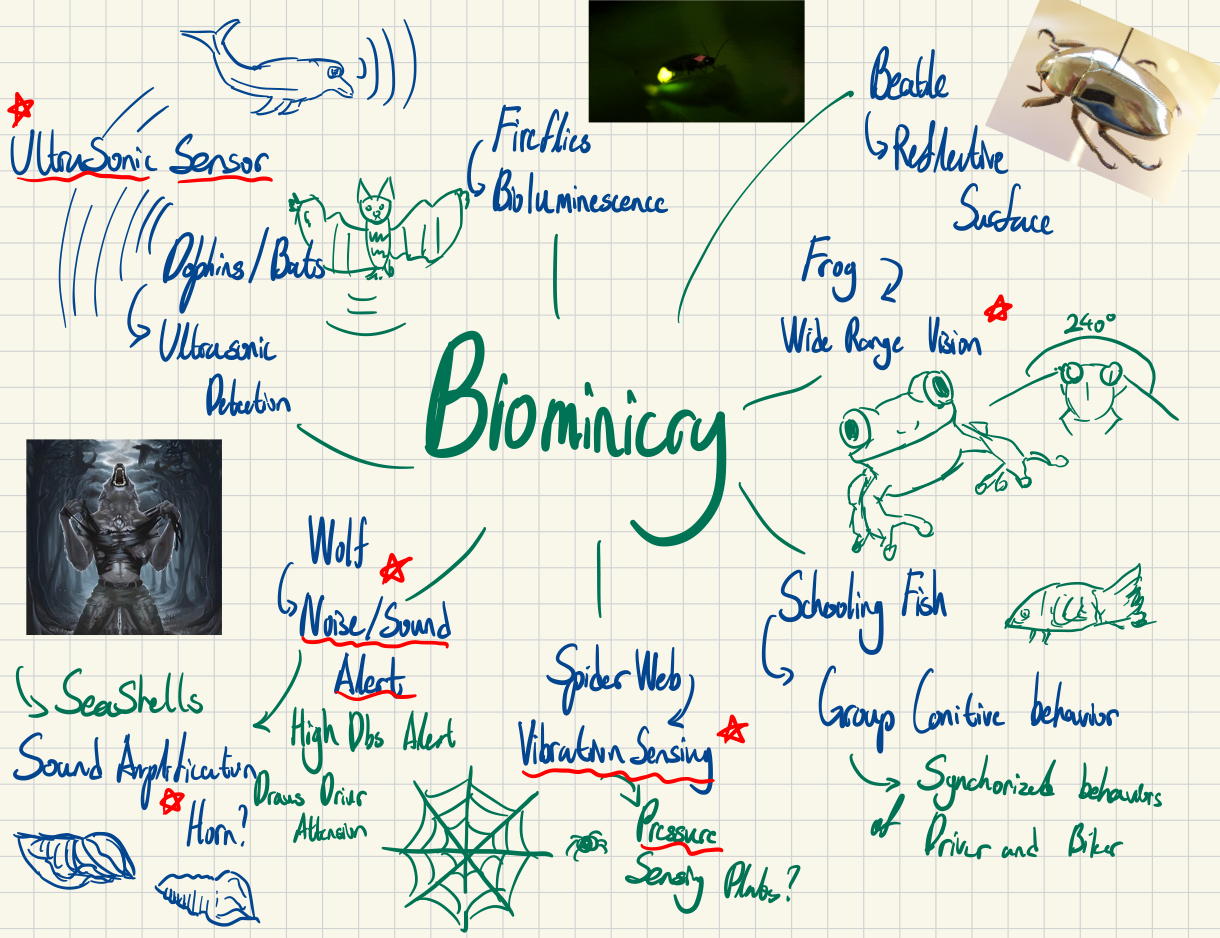 Ultrasonic Sensor
Dolphins / Bats
Ultrasonic
Detection
Fireflies
Bioluminescence
Beatle
Reflective
Surface
Frog
Wide Range Vision
240°
Biominicry
Wolf
Noise/Sound
Alert
High Dbs Alert
Draws Driver
Attension
SeaShells
Sound Amplification
Horn?
Spider Web
Vibration Sensing
Pressure
Sensing Plates?
Schooling Fish
Group Conitive behavior
Synchorized behaviors
of
Driver and Biker